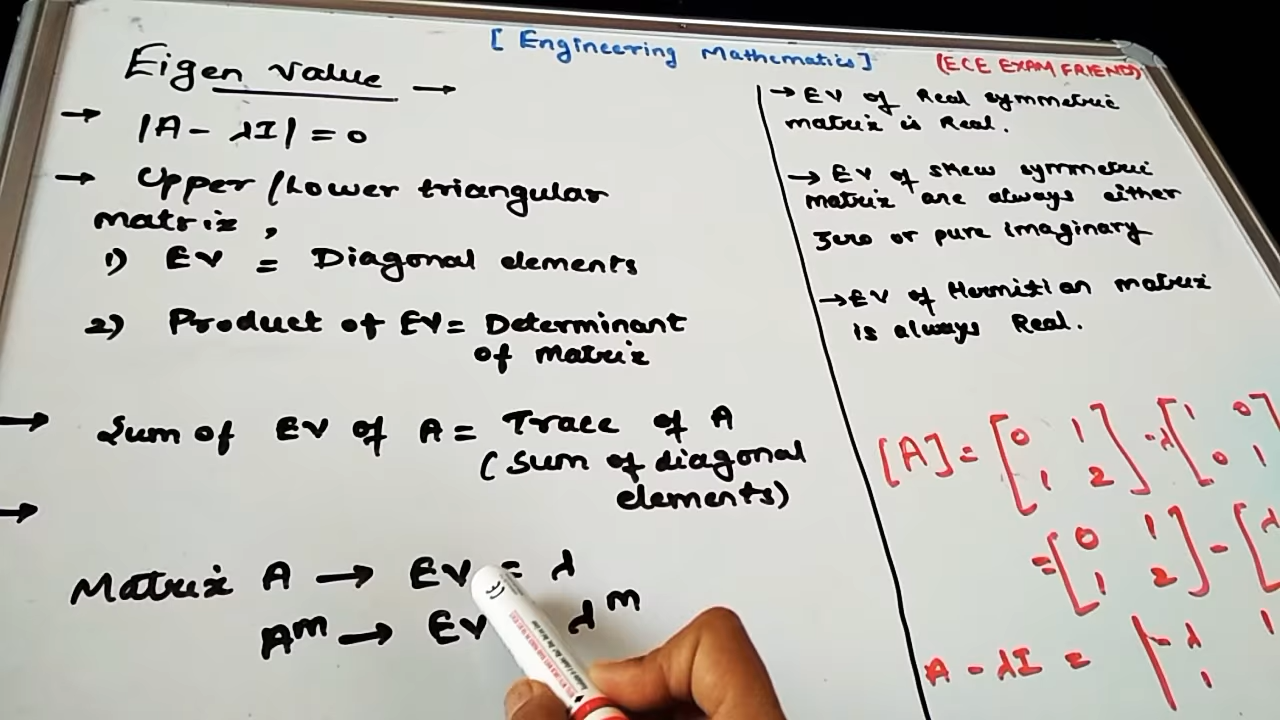 [ Engineering Mathematics]
(ECE EXAM FRIEND)
Eigen Value →
→ |A - λI| = 0
→ Upper/Lower triangular
matrix,
1) EV = Diagonal elements
2) Product of EV = Determinant
of matrix
→ Sum of EV of A = Trace of A
(Sum of diagonal
elements)
→
Matrix A → EV = λ
A^m → EV λ^m
→ EV of Real symmetric
matrix is Real.
→ EV of skew symmetric
matrix are always either
zero or pure imaginary
→ EV of Hermitian matrix
is always Real.
[A] = [0 1 - λ [1 0
1 2] 0 1
= [0 1 - [λ
1 2]
A - λI = -λ 1
1